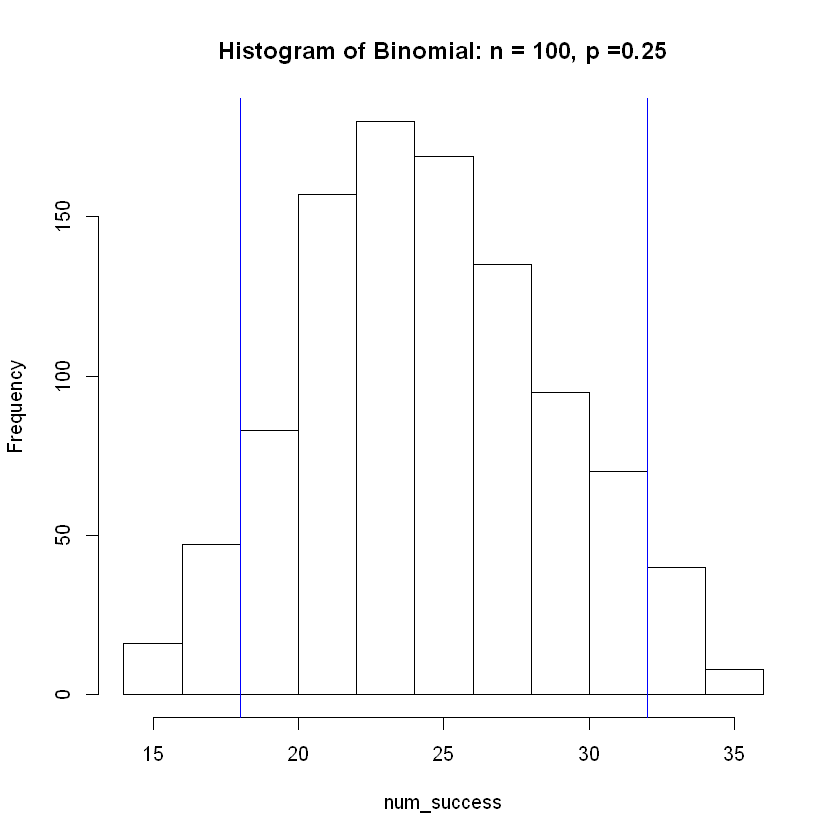 Histogram of Binomial: n = 100, p =0.25
Frequency
150
100
50
0
15 20 25 30 35
num_success